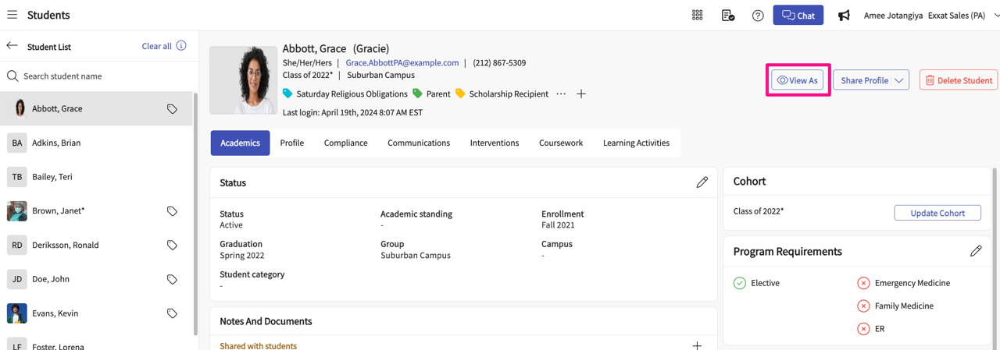 Students
Chat
Amee Jotangiya Exxat Sales (PA)
Student List
Clear all
Search student name
Abbott, Grace
BA Adkins, Brian
TB Bailey, Teri
Brown, Janet*
RD Deriksson, Ronald
JD Doe, John
Evans, Kevin
LF Foster, Lorena
Abbott, Grace (Gracie)
She/Her/Hers | Grace.AbbottPA@example.com | (212) 867-5309
Class of 2022* | Suburban Campus
Saturday Religious Obligations Parent Scholarship Recipient ...
Last login: April 19th, 2024 8:07 AM EST
View As
Share Profile
Delete Student
Academics Profile Compliance Communications Interventions Coursework Learning Activities
Status
Status Academic standing Enrollment
Active - Fall 2021
Graduation Group Campus
Spring 2022 Suburban Campus -
Student category
-
Notes And Documents
Shared with students
Cohort
Class of 2022*
Update Cohort
Program Requirements
Elective Emergency Medicine
Family Medicine
ER